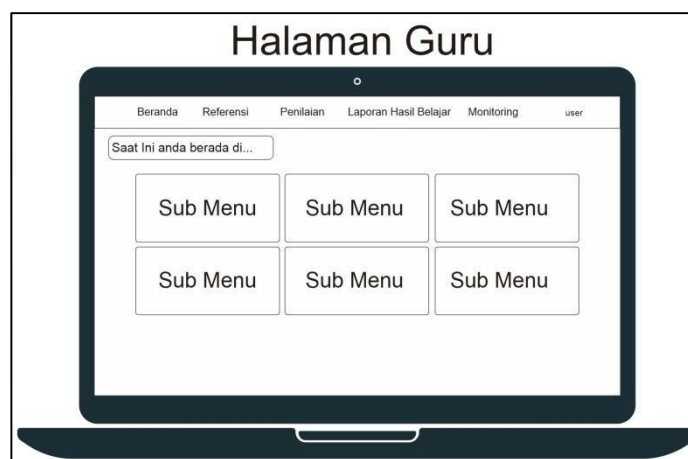 Halaman Guru
Beranda Referensi Penilaian Laporan Hasil Belajar Monitoring user
Saat Ini anda berada di...
Sub Menu Sub Menu Sub Menu
Sub Menu Sub Menu Sub Menu